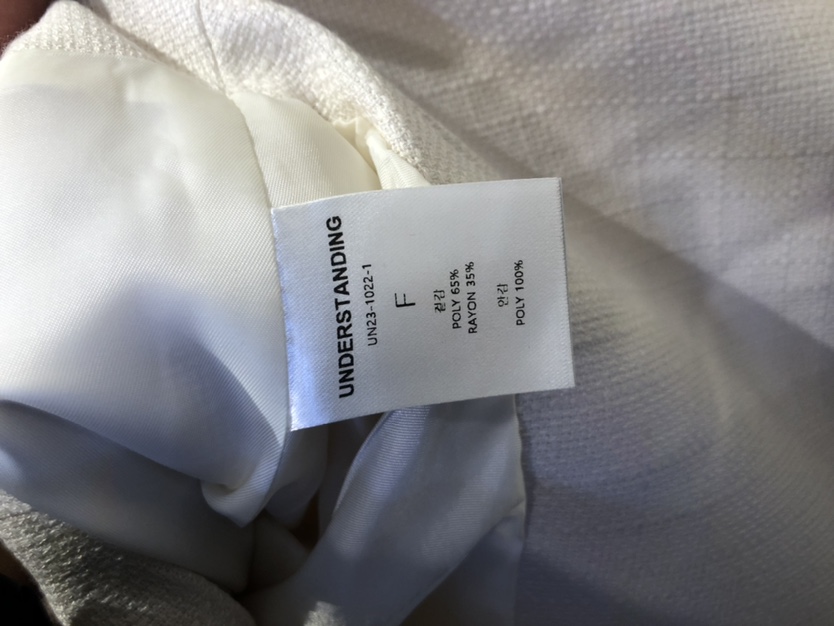 UNDERSTANDING
UN23-1022-1
F
겉감
POLY 65%
RAYON 35%
안감
POLY 100%